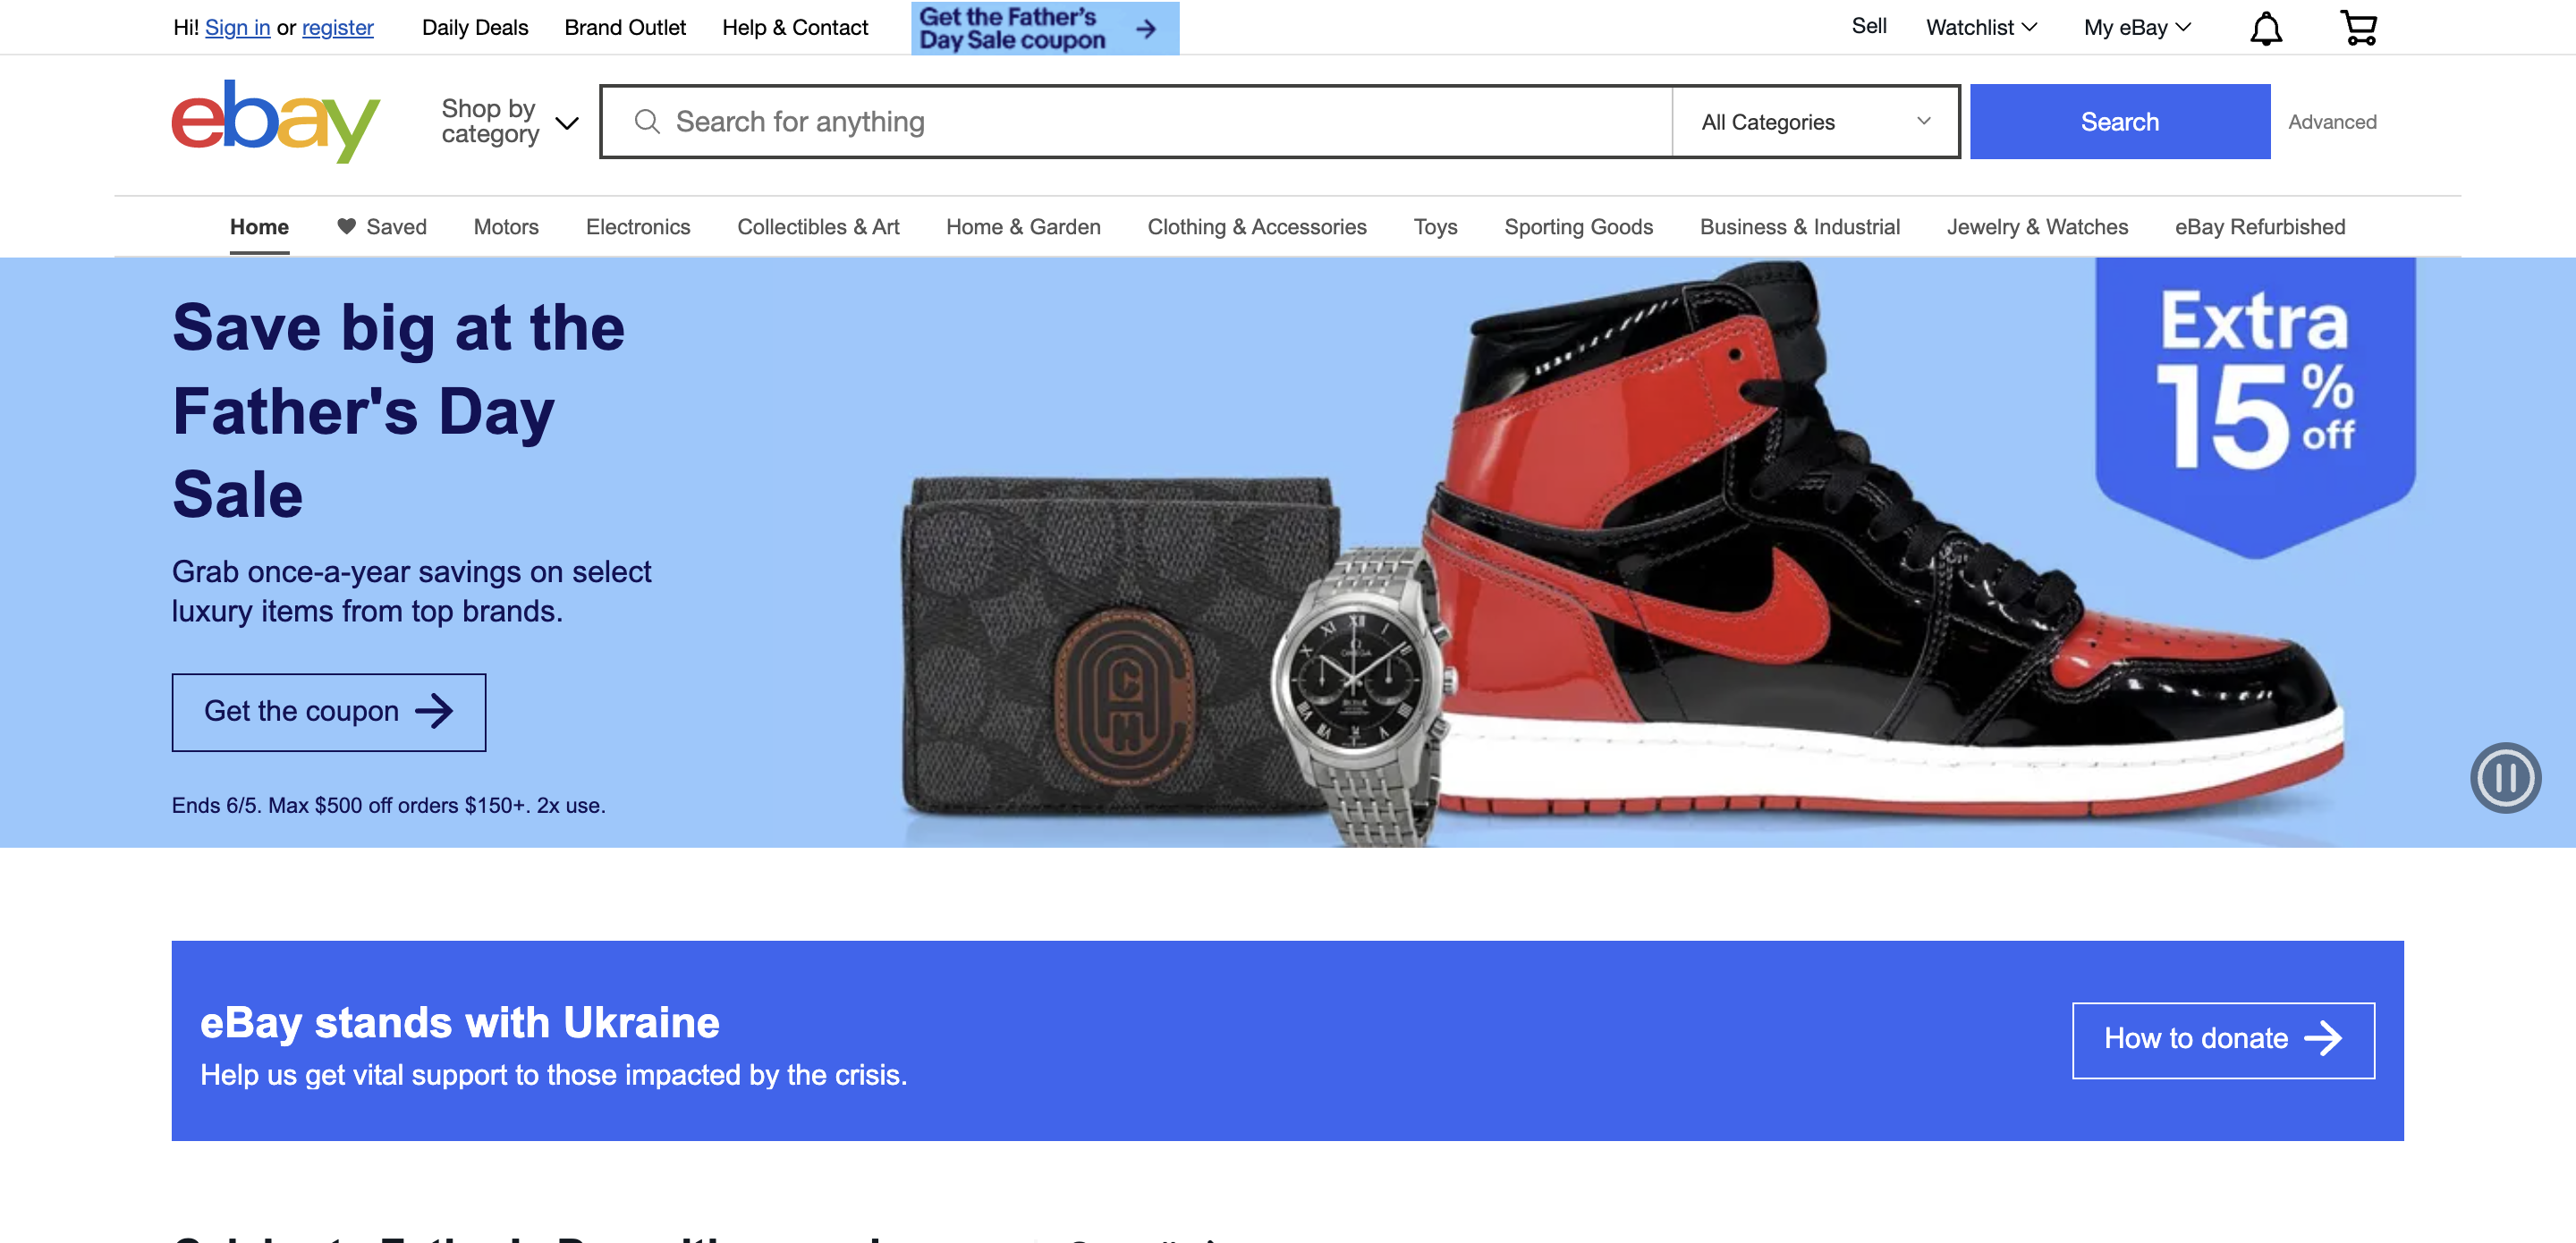 Hi! Sign in or register
Daily Deals
Brand Outlet
Help & Contact
Get the Father's
Day Sale coupon
Sell
Watchlist
My eBay
ebay
Shop by
category
Search for anything
All Categories
Search
Advanced
Home
Saved
Motors
Electronics
Collectibles & Art
Home & Garden
Clothing & Accessories
Toys
Sporting Goods
Business & Industrial
Jewelry & Watches
eBay Refurbished
Save big at the
Father's Day
Sale
Grab once-a-year savings on select
luxury items from top brands.
Get the coupon
Ends 6/5. Max $500 off orders $150+. 2x use.
OMEGA
Extra
15%
off
eBay stands with Ukraine
Help us get vital support to those impacted by the crisis.
How to donate